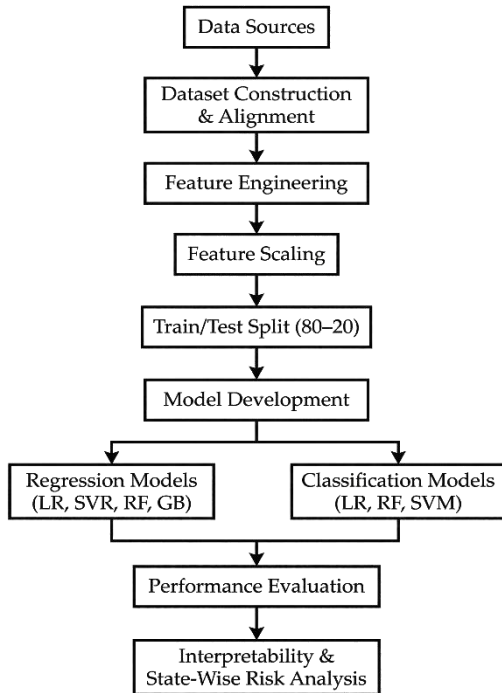 Data Sources
Dataset Construction
& Alignment
Feature Engineering
Feature Scaling
Train/Test Split (80–20)
Model Development
Regression Models
(LR, SVR, RF, GB)
Classification Models
(LR, RF, SVM)
Performance Evaluation
Interpretability &
State-Wise Risk Analysis